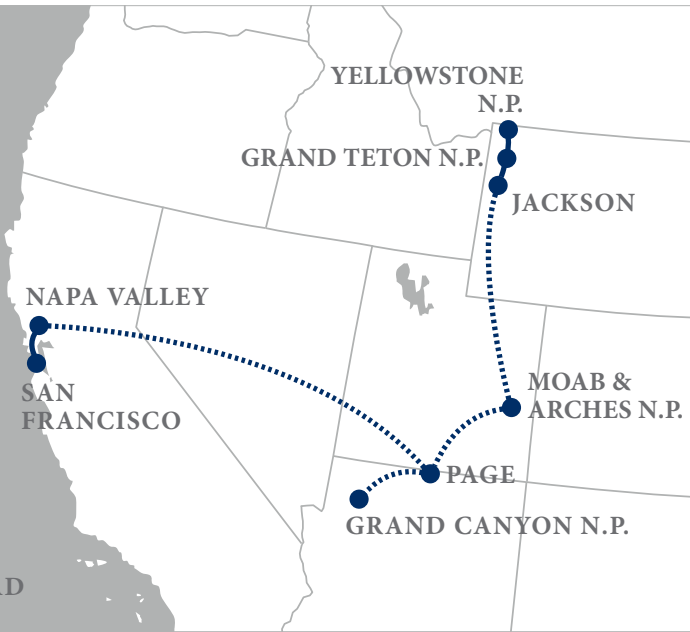 YELLOWSTONE
N.P.
GRAND TETON N.P.
JACKSON
NAPA VALLEY
SAN
FRANCISCO
MOAB &
ARCHES N.P.
PAGE
GRAND CANYON N.P.